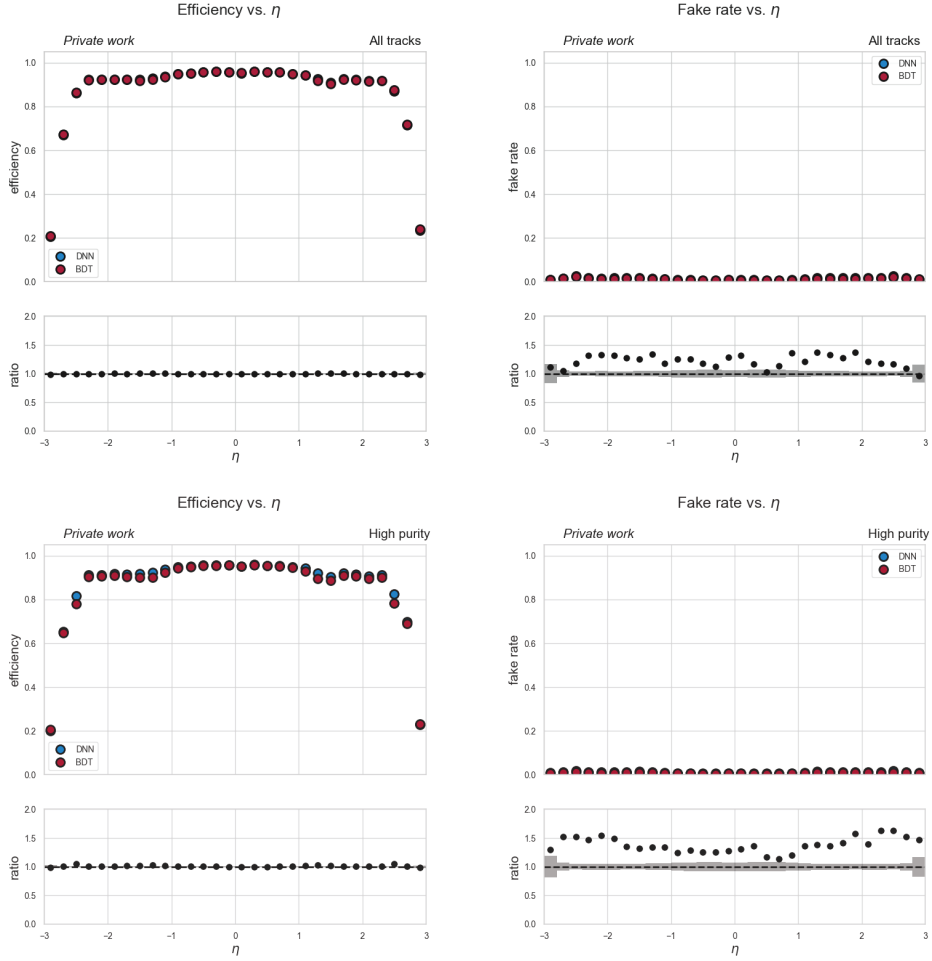 Efficiency vs. η
Private work
All tracks
1.0
0.8
0.6
0.4
0.2
0.0
efficiency
DNN
BDT
2.0
1.5
1.0
0.5
0.0
ratio
−3
−2
−1
0
1
2
3
η
Fake rate vs. η
Private work
All tracks
1.0
0.8
0.6
0.4
0.2
0.0
fake rate
DNN
BDT
2.0
1.5
1.0
0.5
0.0
ratio
−3
−2
−1
0
1
2
3
η
Efficiency vs. η
Private work
High purity
1.0
0.8
0.6
0.4
0.2
0.0
efficiency
DNN
BDT
2.0
1.5
1.0
0.5
0.0
ratio
−3
−2
−1
0
1
2
3
η
Fake rate vs. η
Private work
High purity
1.0
0.8
0.6
0.4
0.2
0.0
fake rate
DNN
BDT
2.0
1.5
1.0
0.5
0.0
ratio
−3
−2
−1
0
1
2
3
η